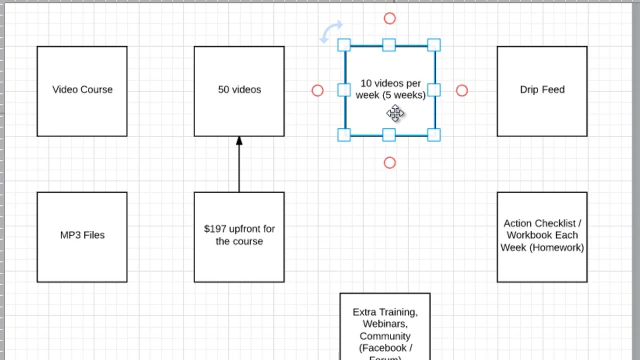 Video Course
50 videos
10 videos per
week (5 weeks)
Drip Feed
MP3 Files
$197 upfront for
the course
Action Checklist /
Workbook Each
Week (Homework)
Extra Training,
Webinars,
Community
(Facebook /
Forum)